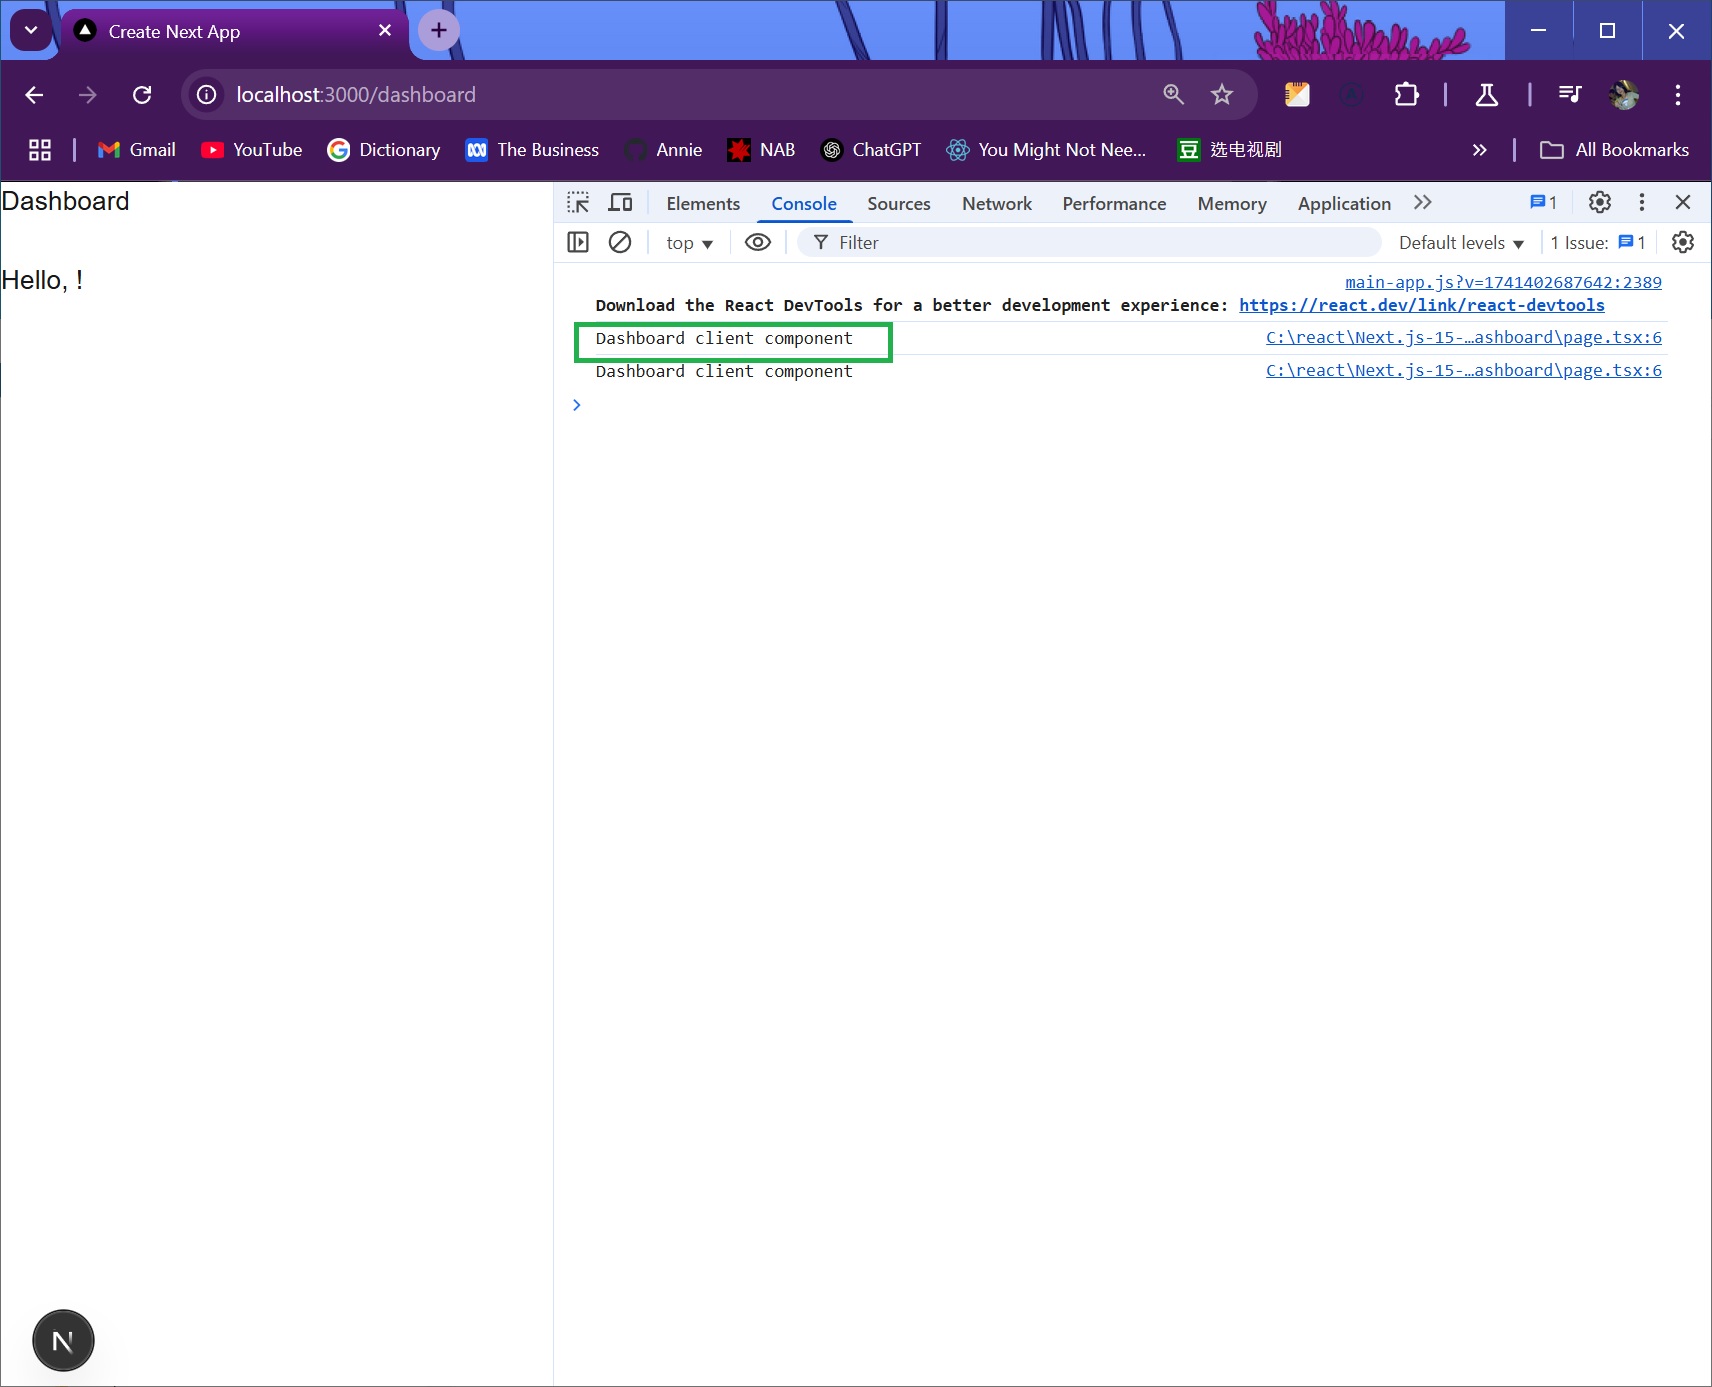 Create Next App
localhost:3000/dashboard
Gmail YouTube Dictionary The Business Annie NAB ChatGPT You Might Not Nee... 选电视剧 All Bookmarks
Dashboard
Hello, !
Elements Console Sources Network Performance Memory Application 1
top Filter Default levels 1 Issue: 1
main-app.js?v=1741402687642:2389
Download the React DevTools for a better development experience: https://react.dev/link/react-devtools
Dashboard client component C:\react\Next.js-15-…ashboard\page.tsx:6
Dashboard client component C:\react\Next.js-15-…ashboard\page.tsx:6
N